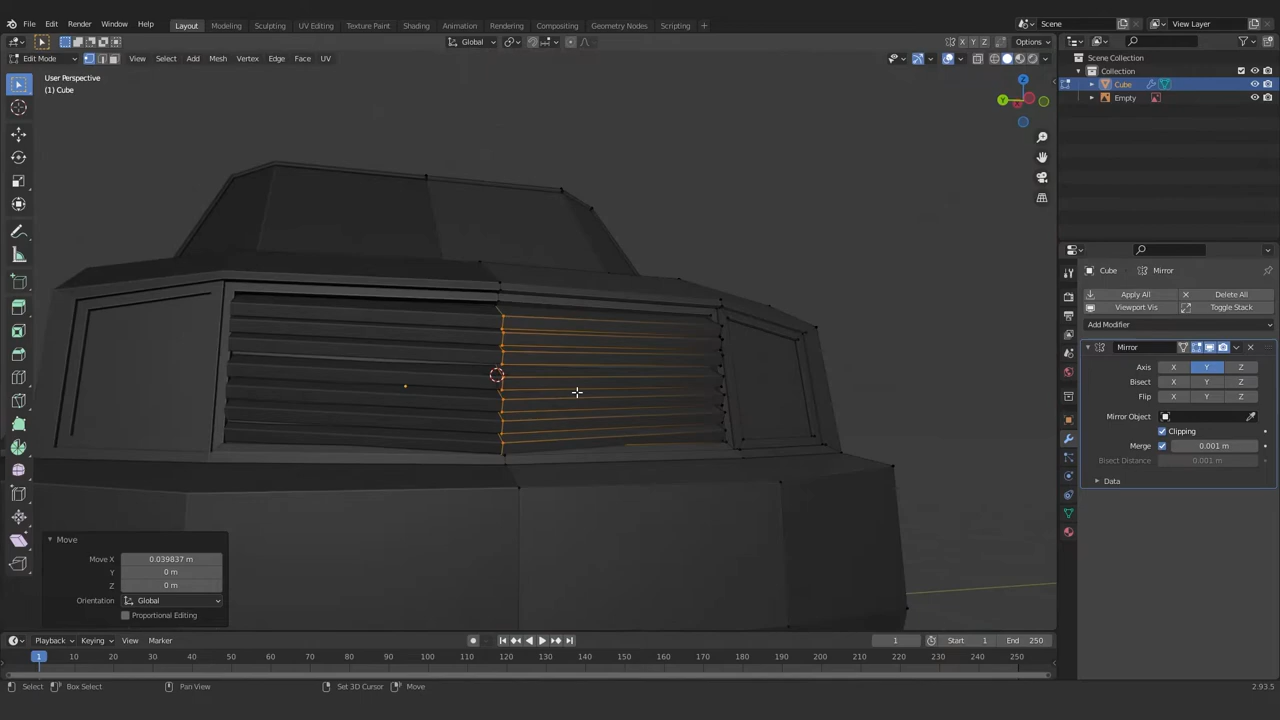 File Edit Render Window Help Layout Modeling Sculpting UV Editing Texture Paint Shading Animation Rendering Compositing Geometry Nodes Scripting + Scene View Layer
Global X Y Z Options
Edit Mode View Select Add Mesh Vertex Edge Face UV
User Perspective
(1) Cube
Z
Y
Scene Collection
Collection
Cube
Empty
Cube Mirror
Apply All Delete All
Viewport Vis Toggle Stack
Add Modifier
Mirror
Axis X Y Z
Bisect X Y Z
Flip X Y Z
Mirror Object
Clipping
Merge 0.001 m
Bisect Distance 0.001 m
Data
Move
Move X 0.039837 m
Y 0 m
Z 0 m
Orientation Global
Proportional Editing
Playback Keying View Marker 1 Start 1 End 250
1 10 20 30 40 50 60 70 80 90 100 110 120 130 140 150 160 170 180 190 200 210 220 230 240 250
Select Box Select Pan View Set 3D Cursor Move 2.93.5